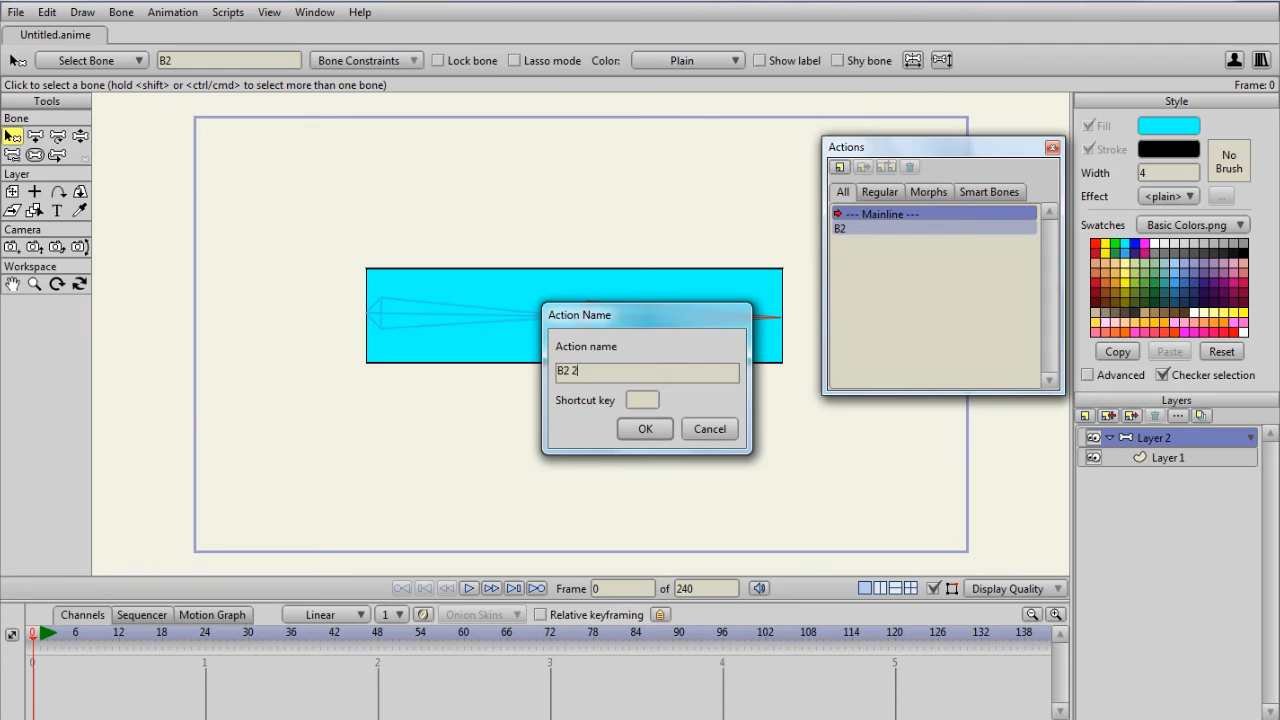 File Edit Draw Bone Animation Scripts View Window Help
Untitled.anime
Select Bone B2 Bone Constraints Lock bone Lasso mode Color: Plain Show label Shy bone
Click to select a bone (hold <shift> or <ctrl/cmd> to select more than one bone) Frame: 0
Tools
Bone
Layer
T
Camera
Workspace
Actions
All Regular Morphs Smart Bones
--- Mainline ---
B2
Action Name
Action name
B2 2
Shortcut key
OK Cancel
Style
Fill
Stroke
Width 4
No Brush
Effect <plain> ...
Swatches Basic Colors.png
Copy Paste Reset
Advanced Checker selection
Layers
Layer 2
Layer 1
Frame 0 of 240 Display Quality
Channels Sequencer Motion Graph Linear 1 Onion Skins Relative keyframing
0 6 12 18 24 30 36 42 48 54 60 66 72 78 84 90 96 102 108 114 120 126 132 138
0 1 2 3 4 5